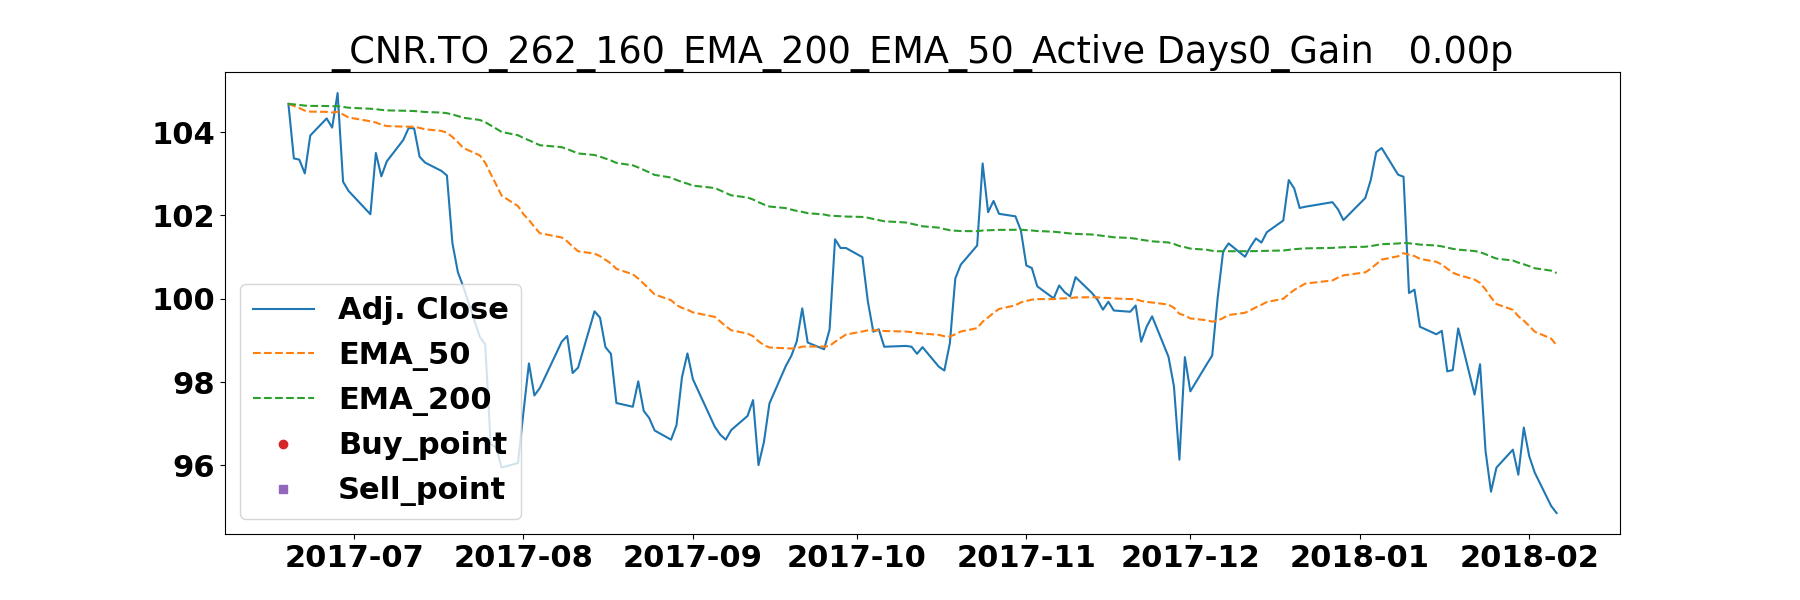 _CNR.TO_262_160_EMA_200_EMA_50_Active Days0_Gain   0.00p
104
102
100
98
96
Adj. Close
EMA_50
EMA_200
Buy_point
Sell_point
2017-07 2017-08 2017-09 2017-10 2017-11 2017-12 2018-01 2018-02